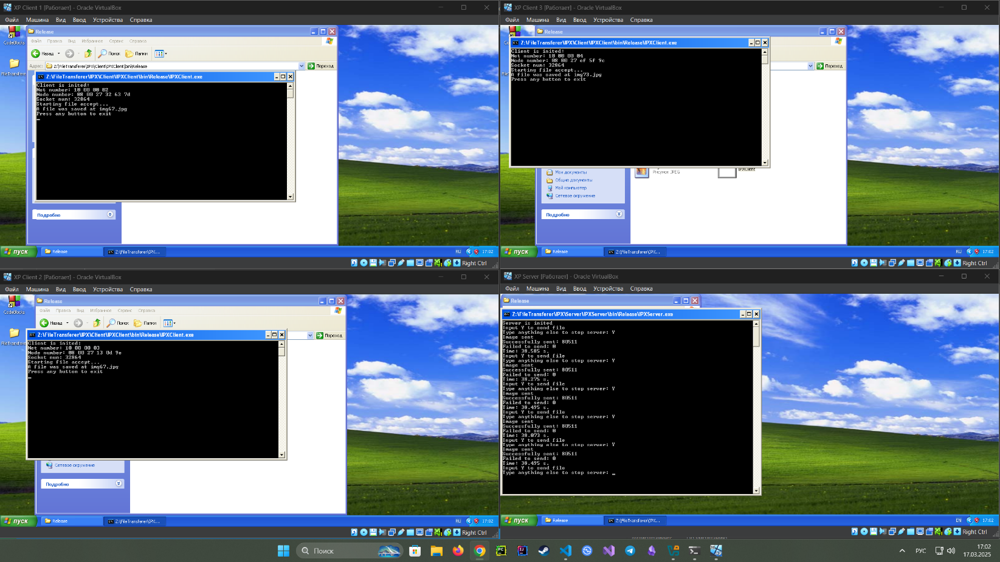 XP Client 1 [Работает] - Oracle VirtualBox
Файл Машина Вид Ввод Устройства Справка
CodeBlocks
Release
Файл Правка Вид Избранное Сервис Справка
Назад Поиск Папки
Адрес: Z:\FileTransferer\IPX\Client\IPXClient\bin\Release Переход
FileTransfere
Z:\FileTransferer\IPX\Client\IPXClient\bin\Release\IPXClient.exe
Client is inited:
Net number: 10 00 00 02
Node number: 08 00 27 32 63 7d
Socket num: 32864
Starting file accept...
A file was saved at img67.jpg
Press any button to exit
Подробно
пуск Release Z:\FileTransferer\IPX... RU 17:02
Right Ctrl
XP Client 3 [Работает] - Oracle VirtualBox
Файл Машина Вид Ввод Устройства Справка
Release
Переход
Z:\FileTransferer\IPX\Client\IPXClient\bin\Release\IPXClient.exe
Client is inited:
Net number: 10 00 00 04
Node number: 08 00 27 ef 5f 9c
Socket num: 32864
Starting file accept...
A file was saved at img73.jpg
Press any button to exit
Рисунок JPEG
IPXClient
Мои документы
Общие документы
Мой компьютер
Сетевое окружение
Подробно
пуск Release Z:\FileTransferer\IPX... RU 17:02
Right Ctrl
XP Client 2 [Работает] - Oracle VirtualBox
Файл Машина Вид Ввод Устройства Справка
CodeBlocks
Release
Файл Правка Вид Избранное Сервис Справка
Назад Поиск Папки
Переход
FileTransfere
Z:\FileTransferer\IPX\Client\IPXClient\bin\Release\IPXClient.exe
Client is inited:
Net number: 10 00 00 03
Node number: 08 00 27 13 0d 9e
Socket num: 32864
Starting file accept...
A file was saved at img67.jpg
Press any button to exit
Сетевое окружение
Подробно
пуск Release Z:\FileTransferer\IPX... RU 17:02
Right Ctrl
XP Server [Работает] - Oracle VirtualBox
Файл Машина Вид Ввод Устройства Справка
Release
Z:\FileTransferer\IPX\Server\IPXServer\bin\Release\IPXServer.exe
Server is inited
Input Y to send file
Type anything else to stop server: Y
Image sent
Successfully sent: 80511
Failed to send: 0
Time: 38.585 s.
Input Y to send file
Type anything else to stop server: Y
Image sent
Successfully sent: 80511
Failed to send: 0
Time: 38.275 s.
Input Y to send file
Type anything else to stop server: Y
Image sent
Successfully sent: 80511
Failed to send: 0
Time: 38.495 s.
Input Y to send file
Type anything else to stop server: Y
Image sent
Successfully sent: 80511
Failed to send: 0
Time: 38.073 s.
Input Y to send file
Type anything else to stop server: Y
Image sent
Successfully sent: 80511
Failed to send: 0
Time: 38.495 s.
Input Y to send file
Type anything else to stop server:
пуск Release Z:\FileTransferer\IPX... EN 17:02
Right Ctrl
Поиск
РУС
17:02
17.03.2025